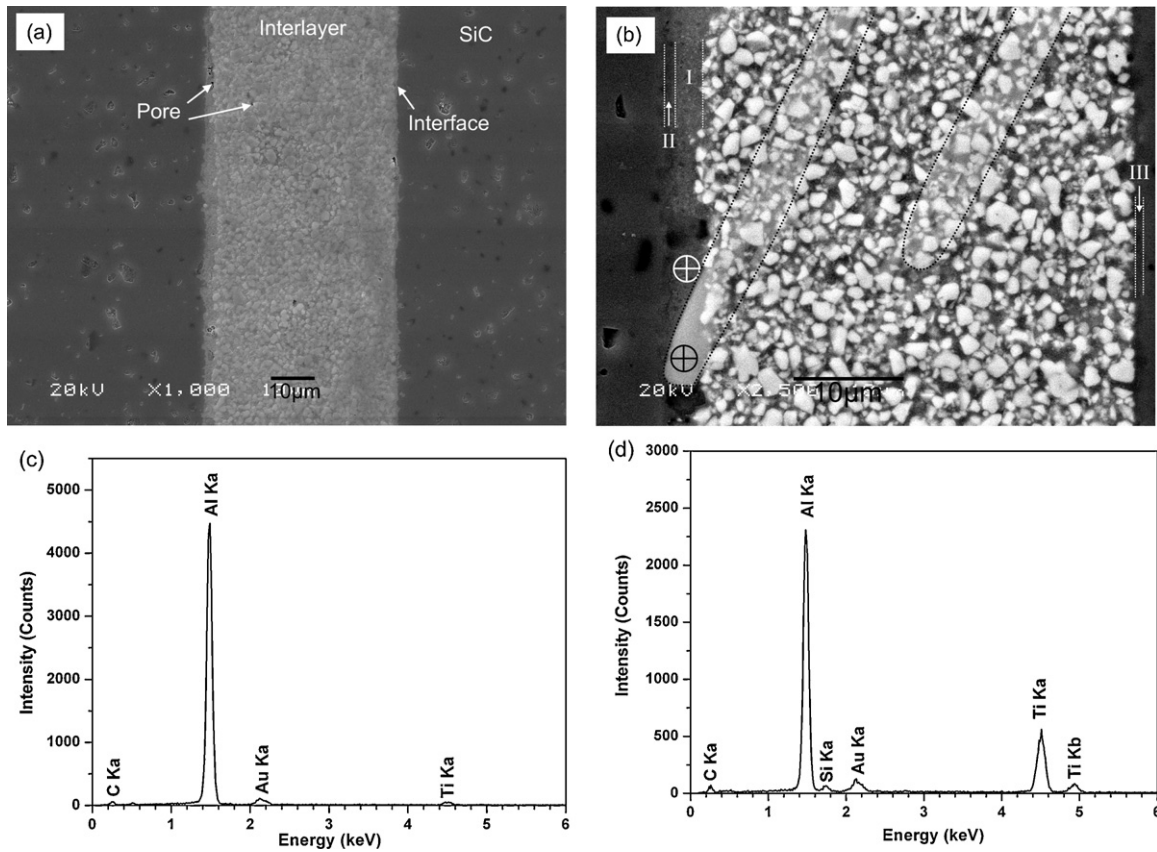 (a)
Interlayer
SiC
Pore
Interface
20kV X1,000
10µm
(b)
I
II
III
20kV X2,500
10µm
(c)
Intensity (Counts)
5000
4000
3000
2000
1000
0
C Ka
Al Ka
Au Ka
Ti Ka
0 1 2 3 4 5 6
Energy (keV)
(d)
Intensity (Counts)
3000
2500
2000
1500
1000
500
0
C Ka
Al Ka
Si Ka
Au Ka
Ti Ka
Ti Kb
0 1 2 3 4 5 6
Energy (keV)